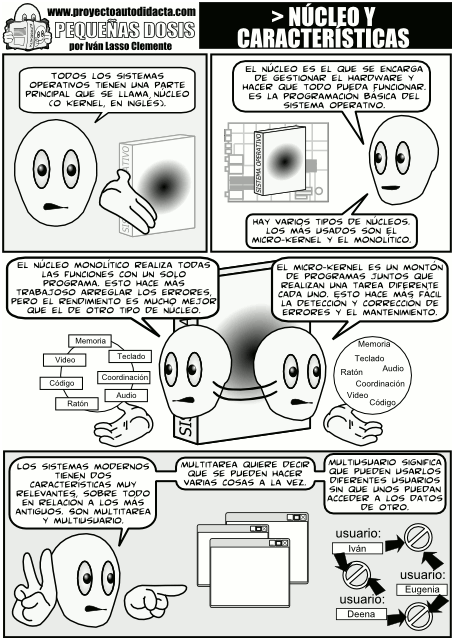 www.proyectoautodidacta.com
PEQUEÑAS DOSIS
por Iván Lasso Clemente
> NÚCLEO Y
CARACTERÍSTICAS
TODOS LOS SISTEMAS
OPERATIVOS TIENEN UNA PARTE
PRINCIPAL QUE SE LLAMA NÚCLEO
(O KERNEL, EN INGLÉS).
EL NÚCLEO ES EL QUE SE ENCARGA
DE GESTIONAR EL HARDWARE Y
HACER QUE TODO PUEDA FUNCIONAR.
ES LA PROGRAMACIÓN BÁSICA DEL
SISTEMA OPERATIVO.
SISTEMA OPERATIVO
HAY VARIOS TIPOS DE NÚCLEOS.
LOS MÁS USADOS SON EL
MICRO-KERNEL Y EL MONOLÍTICO.
EL NÚCLEO MONOLÍTICO REALIZA TODAS
LAS FUNCIONES CON UN SOLO
PROGRAMA. ESTO HACE MÁS
TRABAJOSO ARREGLAR LOS ERRORES,
PERO EL RENDIMIENTO ES MUCHO MEJOR
QUE EL DE OTRO TIPO DE NÚCLEO.
EL MICRO-KERNEL ES UN MONTÓN
DE PROGRAMAS JUNTOS QUE
REALIZAN UNA TAREA DIFERENTE
CADA UNO. ESTO HACE MÁS FÁCIL
LA DETECCIÓN Y CORRECCIÓN DE
ERRORES Y EL MANTENIMIENTO.
Memoria
Vídeo
Teclado
Código
Coordinación
Ratón
Audio
Memoria
Teclado
Ratón
Audio
Coordinación
Vídeo
Código
LOS SISTEMAS MODERNOS
TIENEN DOS
CARACTERÍSTICAS MUY
RELEVANTES, SOBRE TODO
EN RELACIÓN A LOS MÁS
ANTIGUOS. SON MULTITAREA
Y MULTIUSUARIO.
MULTITAREA QUIERE DECIR
QUE SE PUEDEN HACER
VARIAS COSAS A LA VEZ.
MULTIUSUARIO SIGNIFICA
QUE PUEDEN USARLOS
DIFERENTES USUARIOS
SIN QUE UNOS PUEDAN
ACCEDER A LOS DATOS
DE OTRO.
usuario:
Iván
usuario:
Eugenia
usuario:
Deena